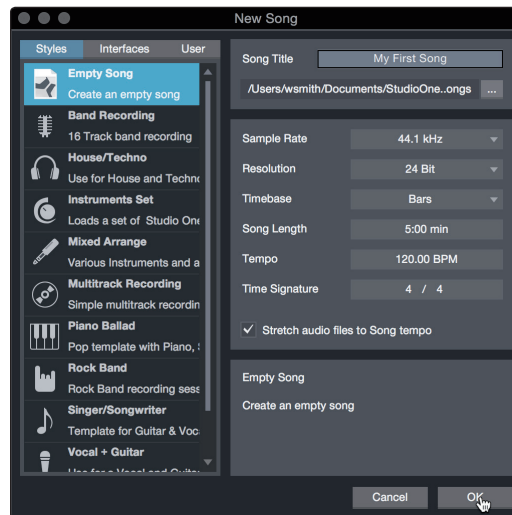 New Song
Styles Interfaces User
Empty Song
Create an empty song
Band Recording
16 Track band recording
House/Techno
Use for House and Techno
Instruments Set
Loads a set of Studio One
Mixed Arrange
Various Instruments and a
Multitrack Recording
Simple multitrack recordin
Piano Ballad
Pop template with Piano,
Rock Band
Rock Band recording sess
Singer/Songwriter
Template for Guitar & Voc
Vocal + Guitar
Song Title My First Song
/Users/wsmith/Documents/StudioOne..ongs ...
Sample Rate 44.1 kHz
Resolution 24 Bit
Timebase Bars
Song Length 5:00 min
Tempo 120.00 BPM
Time Signature 4 / 4
Stretch audio files to Song tempo
Empty Song
Create an empty song
Cancel OK